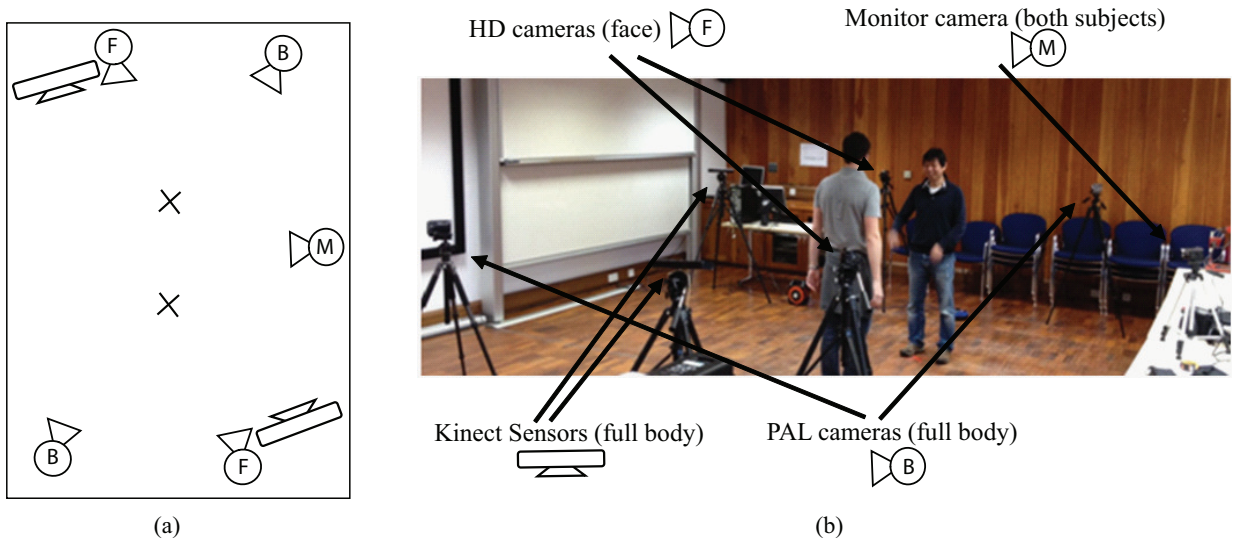 F
B
M
B
F
(a)
HD cameras (face) F
Monitor camera (both subjects)
M
Kinect Sensors (full body)
PAL cameras (full body)
B
(b)